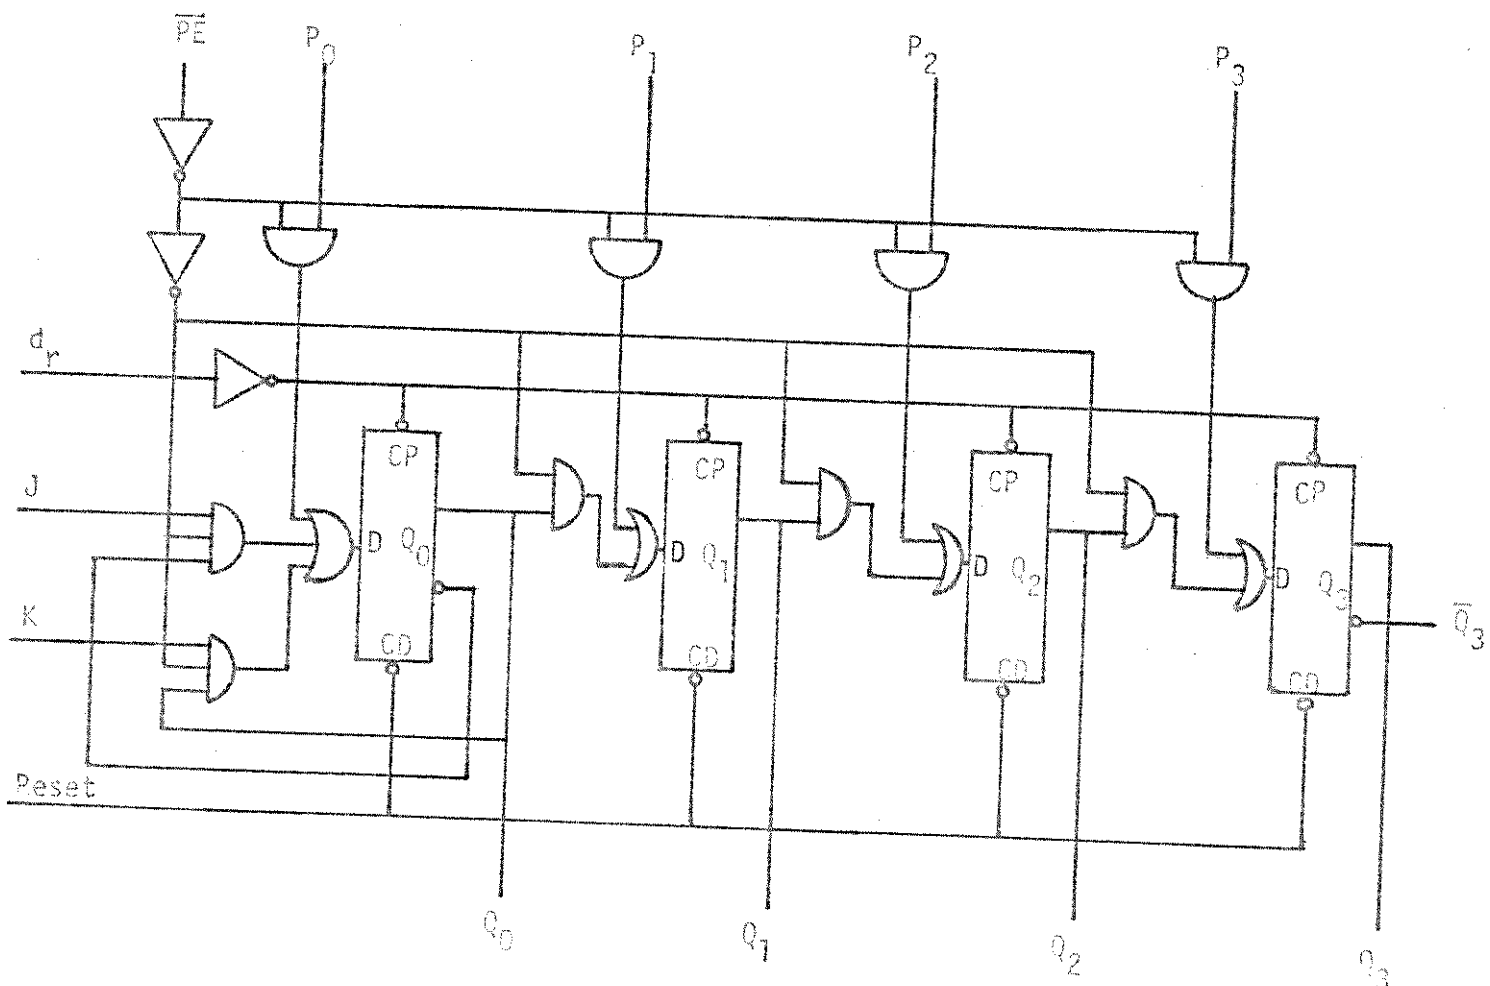 P̅E̅ P₀ P₁ P₂ P₃
dᵣ
CP CP CP CP
J
D Q₀ D Q₁ D Q₂ D Q₃
K
Q̅₃
CD CD CD CD
Reset
Q₀ Q₁ Q₂ Q₃